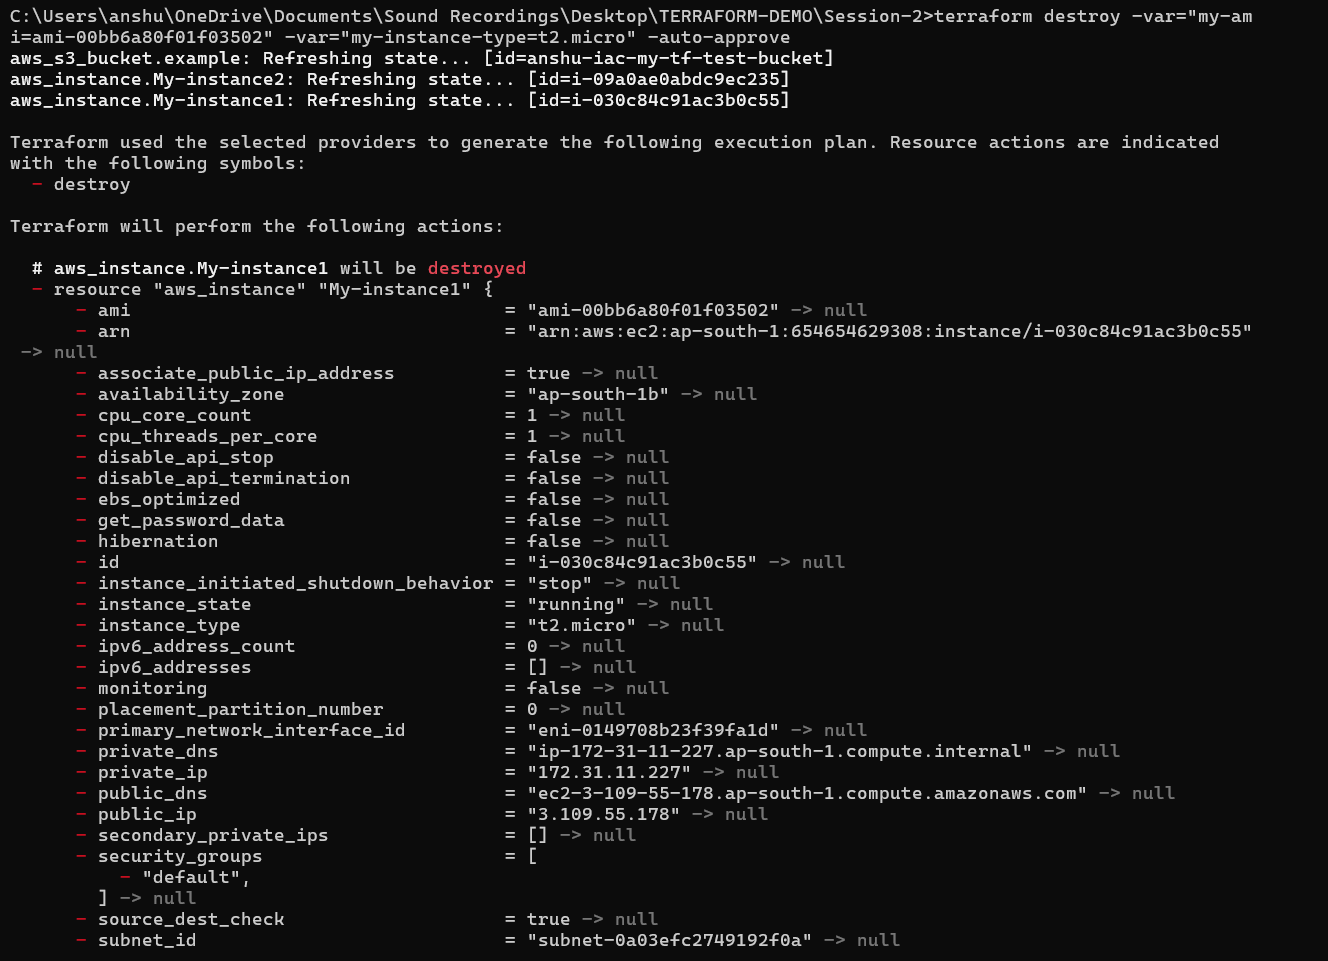 C:\Users\anshu\OneDrive\Documents\Sound Recordings\Desktop\TERRAFORM-DEMO\Session-2>terraform destroy -var="my-am
i=ami-00bb6a80f01f03502" -var="my-instance-type=t2.micro" -auto-approve
aws_s3_bucket.example: Refreshing state... [id=anshu-iac-my-tf-test-bucket]
aws_instance.My-instance2: Refreshing state... [id=i-09a0ae0abdc9ec235]
aws_instance.My-instance1: Refreshing state... [id=i-030c84c91ac3b0c55]

Terraform used the selected providers to generate the following execution plan. Resource actions are indicated
with the following symbols:
  - destroy

Terraform will perform the following actions:

  # aws_instance.My-instance1 will be destroyed
  - resource "aws_instance" "My-instance1" {
      - ami                                  = "ami-00bb6a80f01f03502" -> null
      - arn                                  = "arn:aws:ec2:ap-south-1:654654629308:instance/i-030c84c91ac3b0c55"
 -> null
      - associate_public_ip_address          = true -> null
      - availability_zone                    = "ap-south-1b" -> null
      - cpu_core_count                       = 1 -> null
      - cpu_threads_per_core                 = 1 -> null
      - disable_api_stop                     = false -> null
      - disable_api_termination              = false -> null
      - ebs_optimized                        = false -> null
      - get_password_data                    = false -> null
      - hibernation                          = false -> null
      - id                                   = "i-030c84c91ac3b0c55" -> null
      - instance_initiated_shutdown_behavior = "stop" -> null
      - instance_state                       = "running" -> null
      - instance_type                        = "t2.micro" -> null
      - ipv6_address_count                   = 0 -> null
      - ipv6_addresses                       = [] -> null
      - monitoring                           = false -> null
      - placement_partition_number           = 0 -> null
      - primary_network_interface_id         = "eni-0149708b23f39fa1d" -> null
      - private_dns                          = "ip-172-31-11-227.ap-south-1.compute.internal" -> null
      - private_ip                           = "172.31.11.227" -> null
      - public_dns                           = "ec2-3-109-55-178.ap-south-1.compute.amazonaws.com" -> null
      - public_ip                            = "3.109.55.178" -> null
      - secondary_private_ips                = [] -> null
      - security_groups                      = [
          - "default",
        ] -> null
      - source_dest_check                    = true -> null
      - subnet_id                            = "subnet-0a03efc2749192f0a" -> null